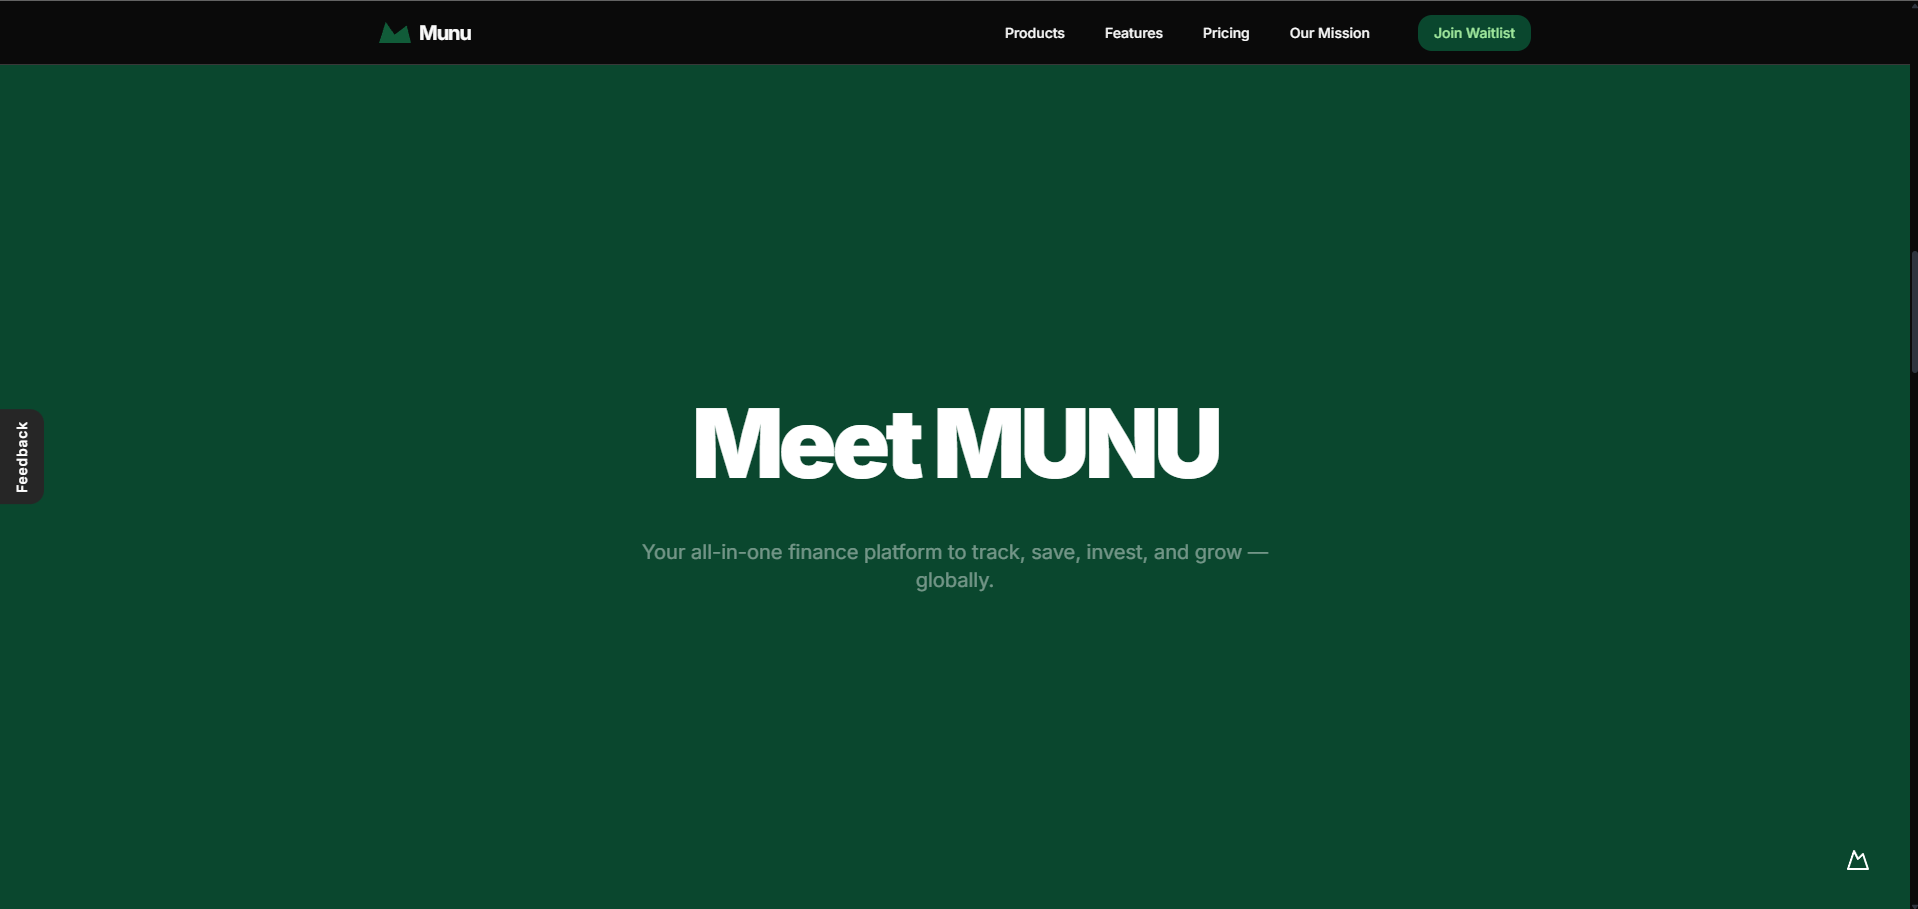 Munu
Products
Features
Pricing
Our Mission
Join Waitlist
Meet MUNU
Your all-in-one finance platform to track, save, invest, and grow —
globally.
Feedback